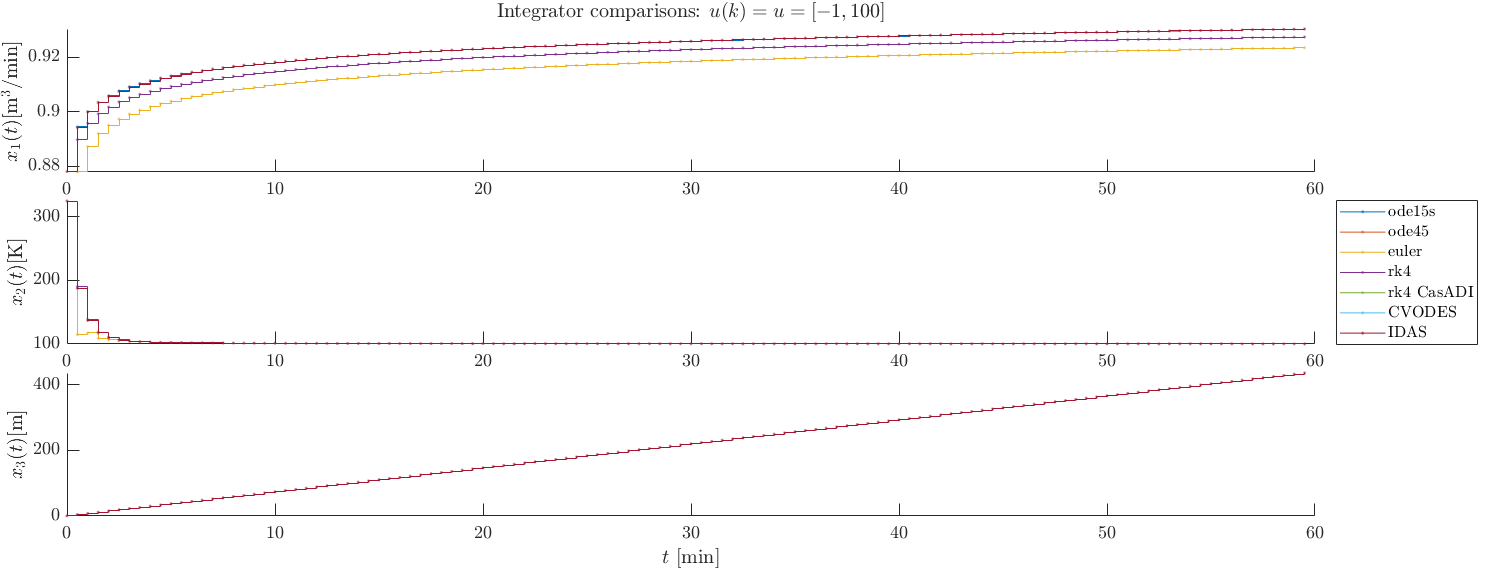 Integrator comparisons: u(k) = u = [−1, 100]
x₁(t)[m³/min]
0.92
0.9
0.88
0 10 20 30 40 50 60
x₂(t)[K]
300
200
100
0 10 20 30 40 50 60
ode15s
ode45
euler
rk4
rk4 CasADI
CVODES
IDAS
x₃(t)[m]
400
200
0
0 10 20 30 40 50 60
t [min]